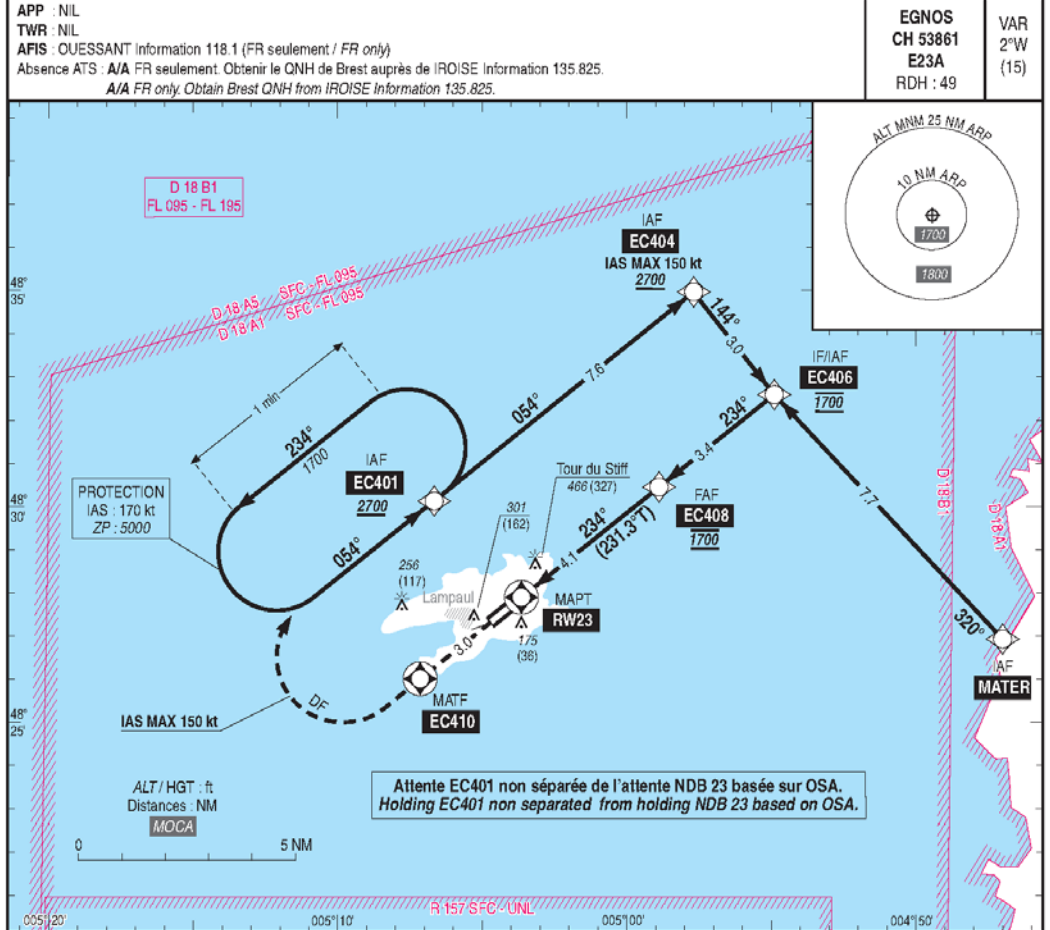 APP : NIL
TWR : NIL
AFIS : OUESSANT Information 118.1 (FR seulement / FR only)
Absence ATS : A/A FR seulement. Obtenir le QNH de Brest auprès de IROISE Information 135.825.
A/A FR only. Obtain Brest QNH from IROISE Information 135.825.
EGNOS
CH 53861
E23A
RDH : 49
VAR
2°W
(15)
ALT MNM 25 NM ARP
10 NM ARP
1700
1800
D 18 B1
FL 095 - FL 195
IAF
EC404
IAS MAX 150 kt
2700
48°
35'
D 18 A5 SFC - FL 095
D 18 A1 SFC - FL 095
144°
3.0
IF/IAF
EC406
1700
7.6
1 min
054°
234°
3.4
234°
1700
IAF
EC401
2700
Tour du Stiff
466 (327)
D 18 B1
D 18 A1
7.7
PROTECTION
IAS : 170 kt
ZP : 5000
48°
30'
301
(162)
FAF
EC408
1700
234°
(231.3°T)
054°
4.1
256
(117)
Lampaul
MAPT
RW23
175
(36)
3.0
320°
IAF
MATER
DF
MATF
EC410
IAS MAX 150 kt
48°
25'
ALT / HGT : ft
Distances : NM
MOCA
0
5 NM
Attente EC401 non séparée de l'attente NDB 23 basée sur OSA.
Holding EC401 non separated from holding NDB 23 based on OSA.
R 157 SFC - UNL
005°20'
005°10'
005°00'
004°50'